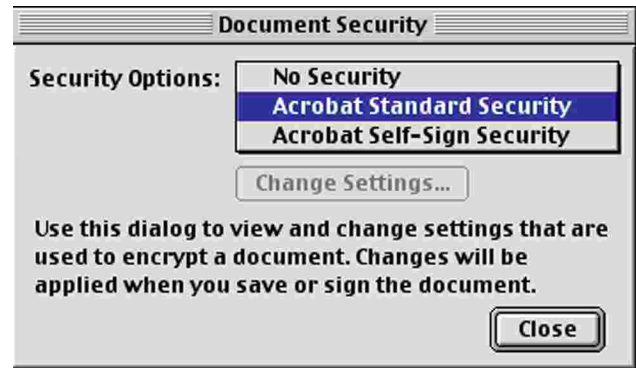 Document Security
Security Options:
No Security
Acrobat Standard Security
Acrobat Self-Sign Security
Change Settings...
Use this dialog to view and change settings that are
used to encrypt a document. Changes will be
applied when you save or sign the document.
Close